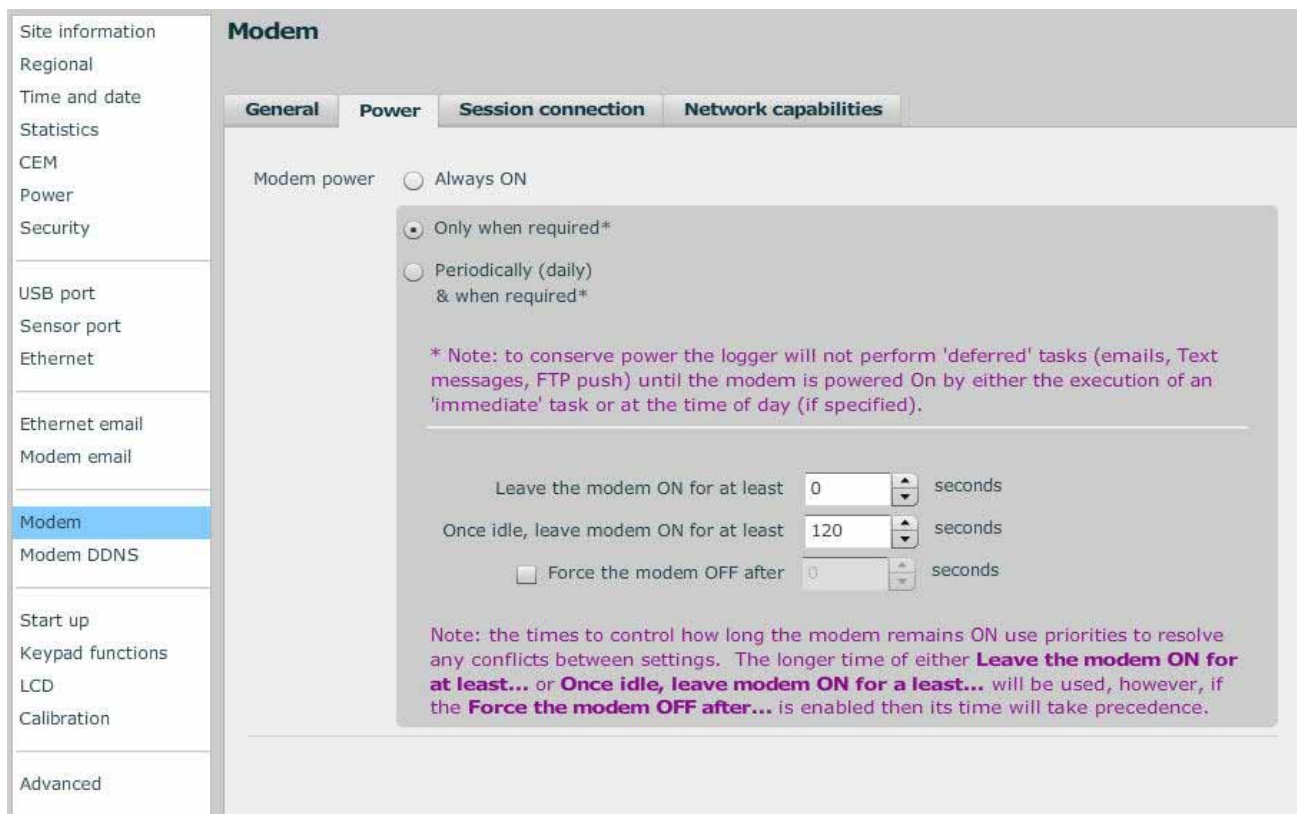 Site information
Regional
Time and date
Statistics
CEM
Power
Security
USB port
Sensor port
Ethernet
Ethernet email
Modem email
Modem
Modem DDNS
Start up
Keypad functions
LCD
Calibration
Advanced
Modem
General Power Session connection Network capabilities
Modem power Always ON
Only when required*
Periodically (daily)
& when required*
* Note: to conserve power the logger will not perform 'deferred' tasks (emails, Text
messages, FTP push) until the modem is powered On by either the execution of an
'immediate' task or at the time of day (if specified).
Leave the modem ON for at least 0 seconds
Once idle, leave modem ON for at least 120 seconds
Force the modem OFF after 0 seconds
Note: the times to control how long the modem remains ON use priorities to resolve
any conflicts between settings. The longer time of either Leave the modem ON for
at least... or Once idle, leave modem ON for a least... will be used, however, if
the Force the modem OFF after... is enabled then its time will take precedence.